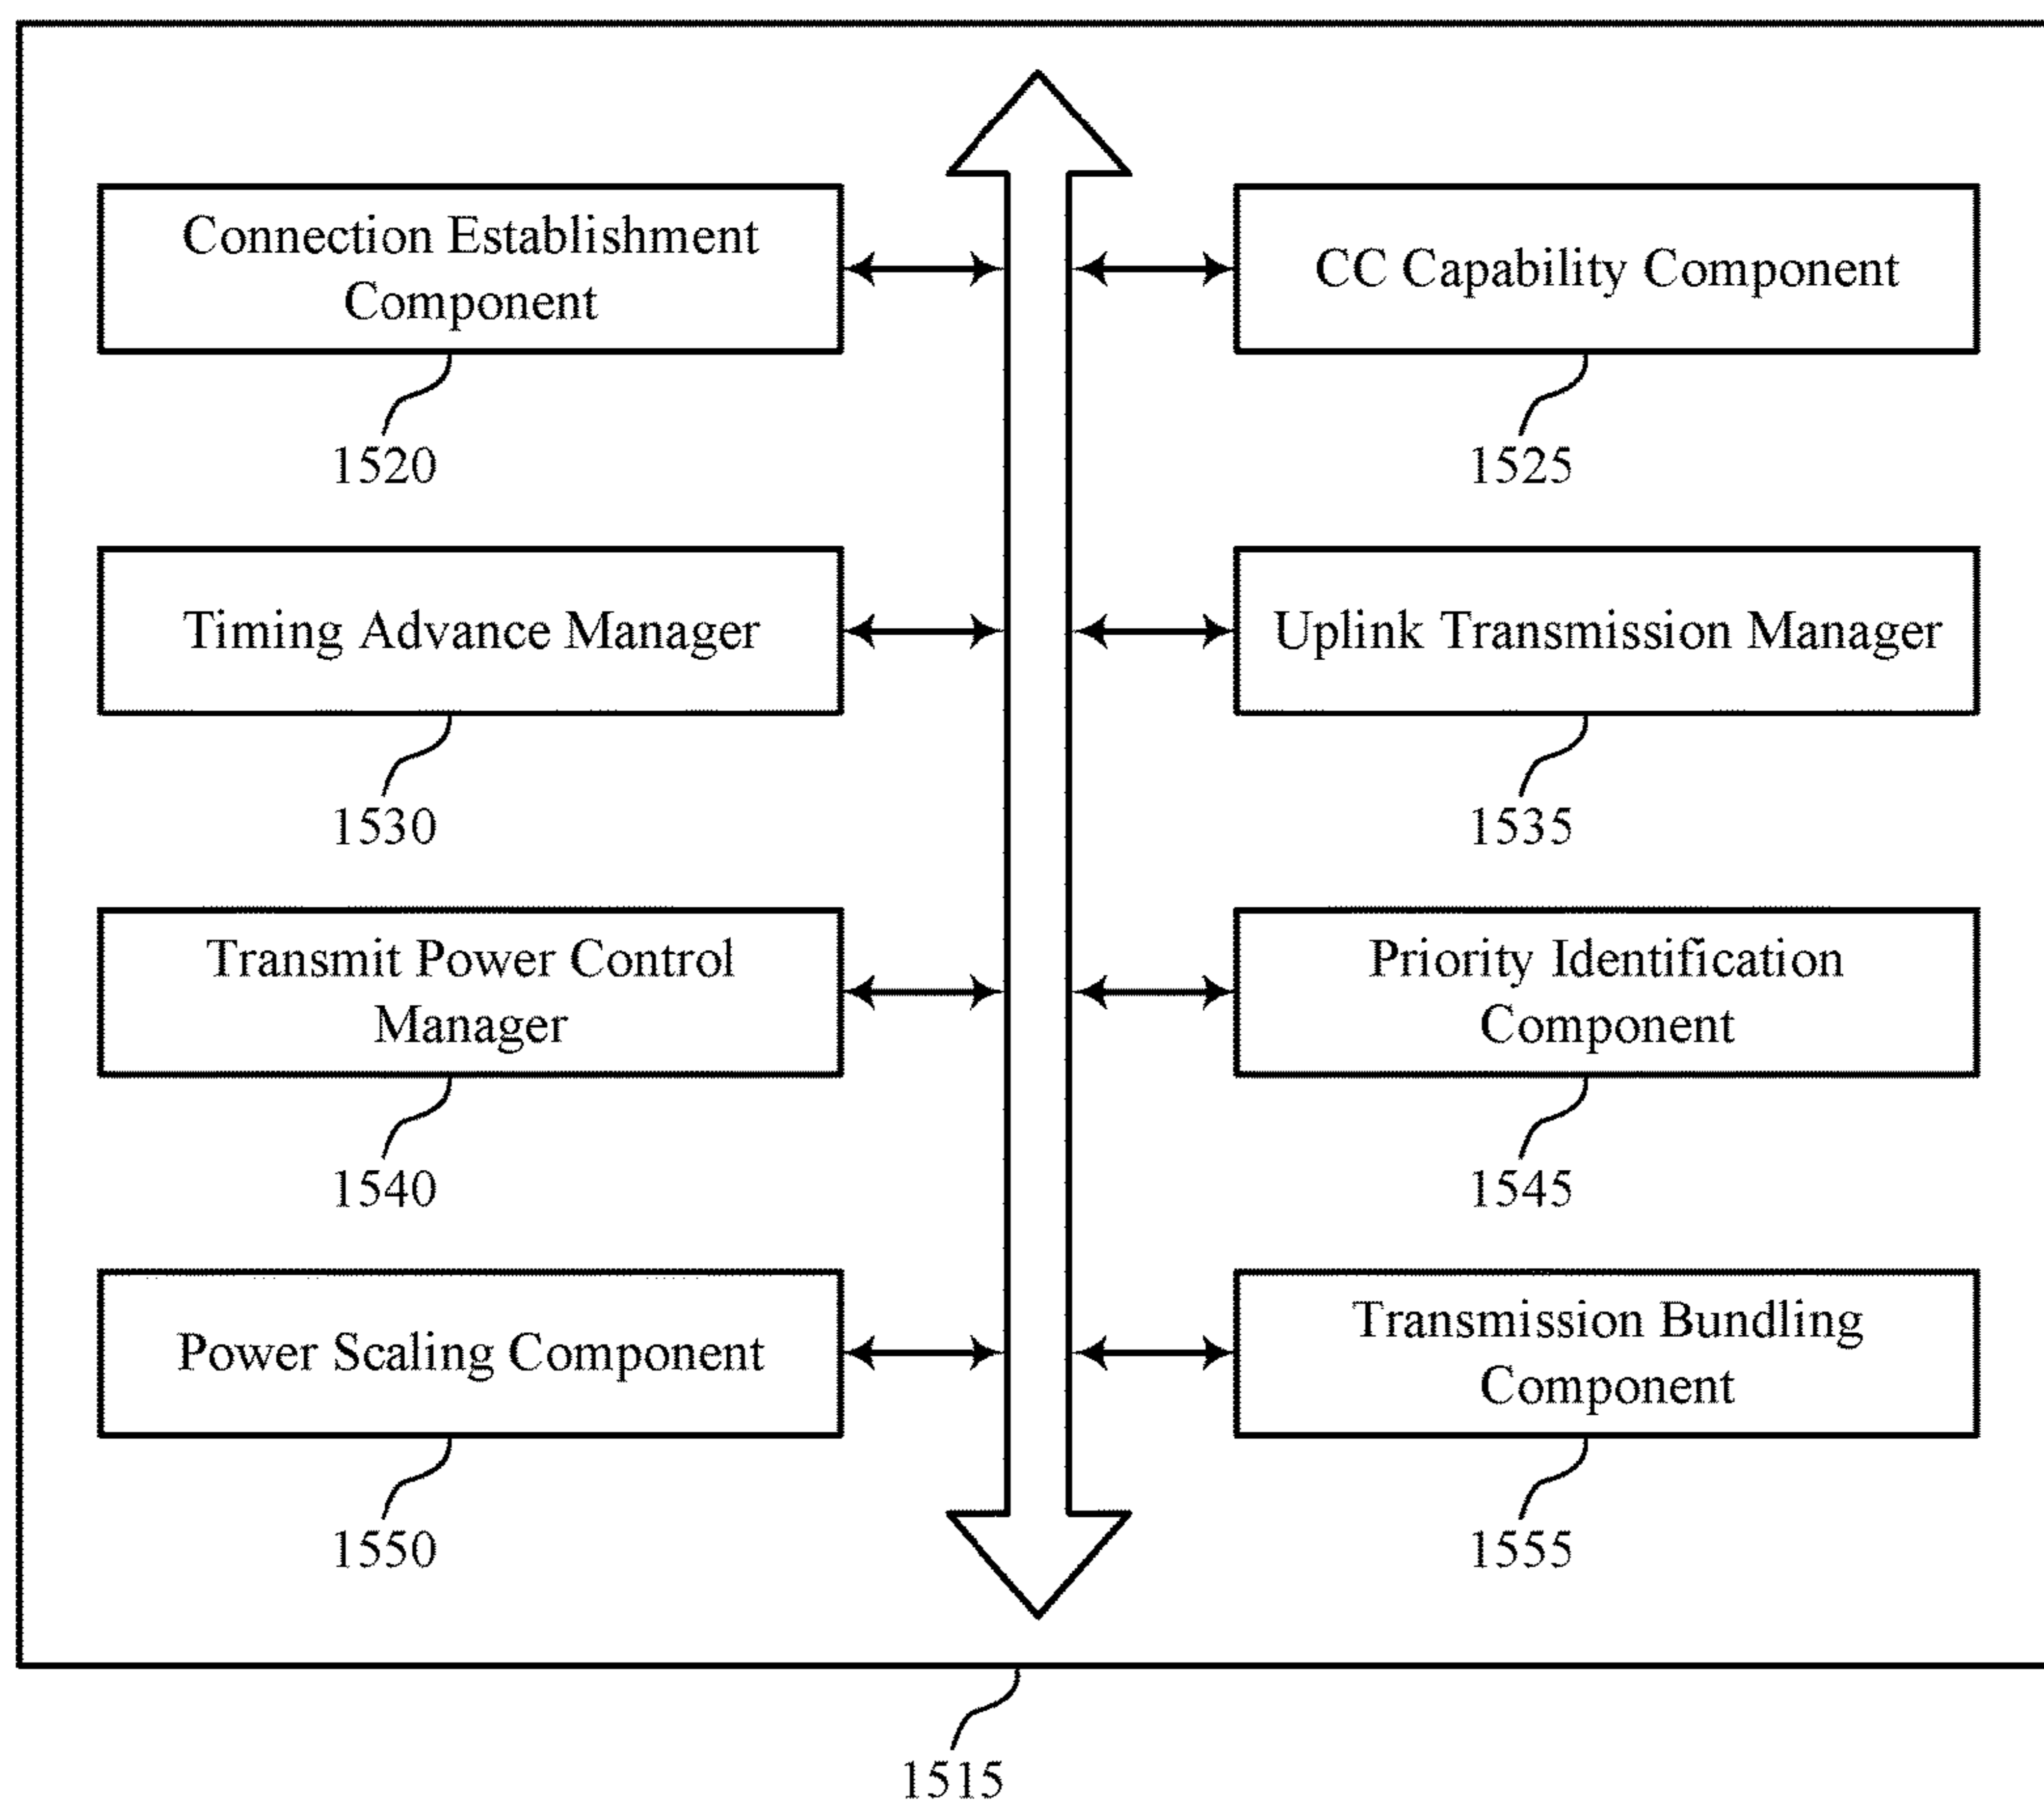 Connection Establishment
Component
1520
CC Capability Component
1525
Timing Advance Manager
1530
Uplink Transmission Manager
1535
Transmit Power Control
Manager
1540
Priority Identification
Component
1545
Power Scaling Component
1550
Transmission Bundling
Component
1555
1515